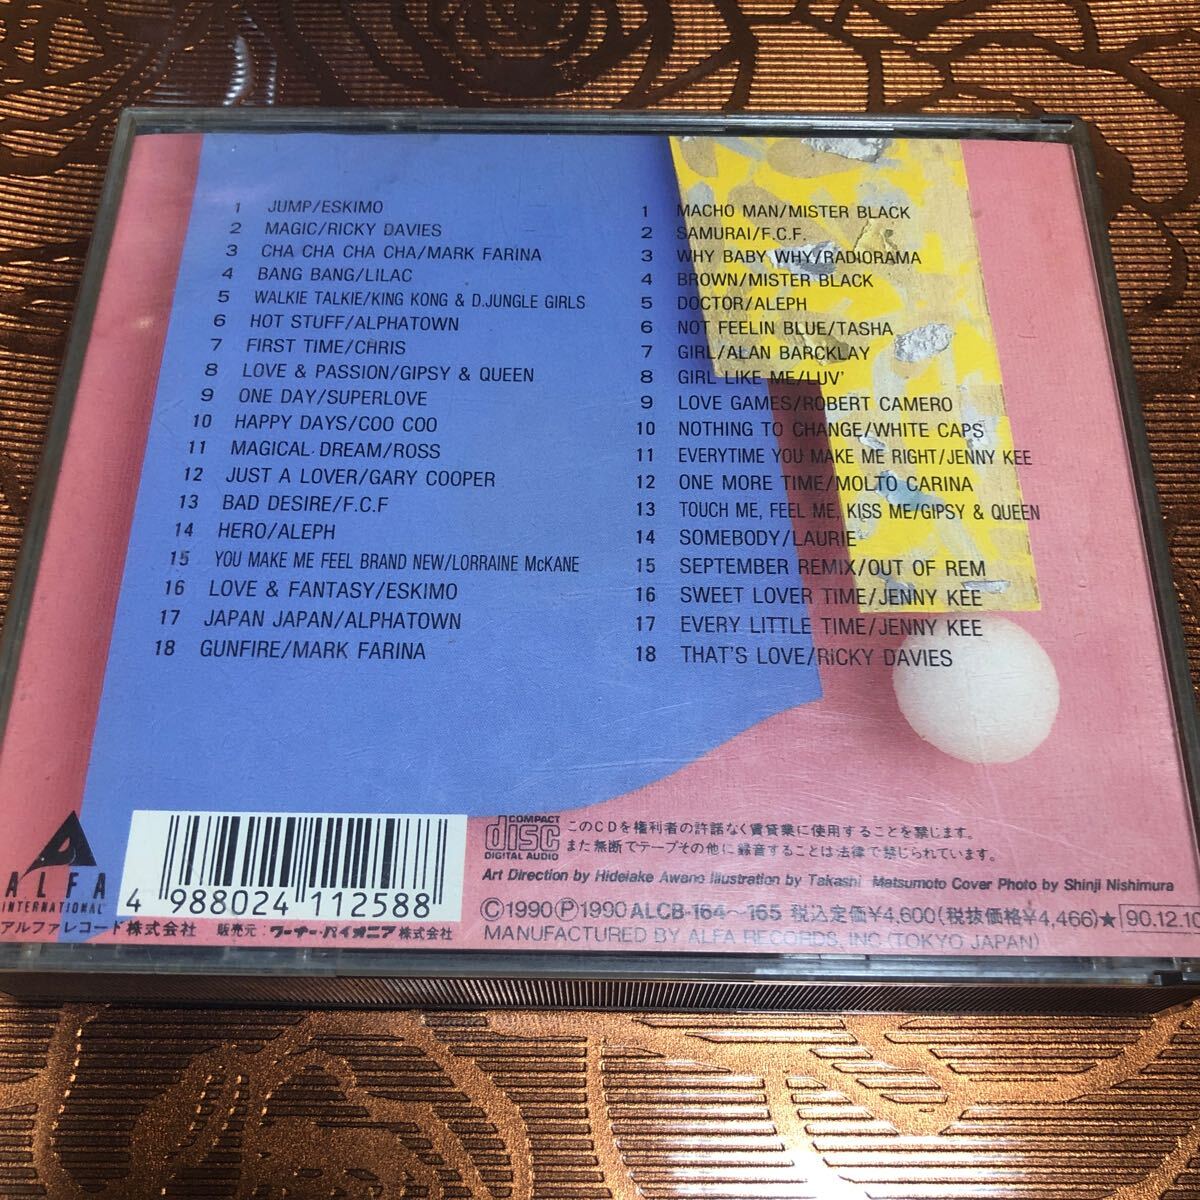 1 JUMP/ESKIMO
2 MAGIC/RICKY DAVIES
3 CHA CHA CHA CHA/MARK FARINA
4 BANG BANG/LILAC
5 WALKIE TALKIE/KING KONG & D.JUNGLE GIRLS
6 HOT STUFF/ALPHATOWN
7 FIRST TIME/CHRIS
8 LOVE & PASSION/GIPSY & QUEEN
9 ONE DAY/SUPERLOVE
10 HAPPY DAYS/COO COO
11 MAGICAL DREAM/ROSS
12 JUST A LOVER/GARY COOPER
13 BAD DESIRE/F.C.F
14 HERO/ALEPH
15 YOU MAKE ME FEEL BRAND NEW/LORRAINE McKANE
16 LOVE & FANTASY/ESKIMO
17 JAPAN JAPAN/ALPHATOWN
18 GUNFIRE/MARK FARINA
1 MACHO MAN/MISTER BLACK
2 SAMURAI/F.C.F.
3 WHY BABY WHY/RADIORAMA
4 BROWN/MISTER BLACK
5 DOCTOR/ALEPH
6 NOT FEELIN BLUE/TASHA
7 GIRL/ALAN BARCKLAY
8 GIRL LIKE ME/LUV'
9 LOVE GAMES/ROBERT CAMERO
10 NOTHING TO CHANGE/WHITE CAPS
11 EVERYTIME YOU MAKE ME RIGHT/JENNY KEE
12 ONE MORE TIME/MOLTO CARINA
13 TOUCH ME, FEEL ME, KISS ME/GIPSY & QUEEN
14 SOMEBODY/LAURIE
15 SEPTEMBER REMIX/OUT OF REM
16 SWEET LOVER TIME/JENNY KEE
17 EVERY LITTLE TIME/JENNY KEE
18 THAT'S LOVE/RICKY DAVIES
ALFA
INTERNATIONAL
アルファレコード株式会社
4 988024 112588
販売元:ワーナー・パイオニア株式会社
COMPACT
disc
DIGITAL AUDIO
このCDを権利者の許諾なく賃貸業に使用することを禁じます。
また無断でテープその他に録音することは法律で禁じられています。
Art Direction by Hideiake Awano Illustration by Takashi Matsumoto Cover Photo by Shinji Nishimura
Ⓒ1990Ⓟ1990 ALCB-164〜165 税込定価¥4,600(税抜価格¥4,466)★ 90.12.10
MANUFACTURED BY ALFA RECORDS, INC.(TOKYO JAPAN)